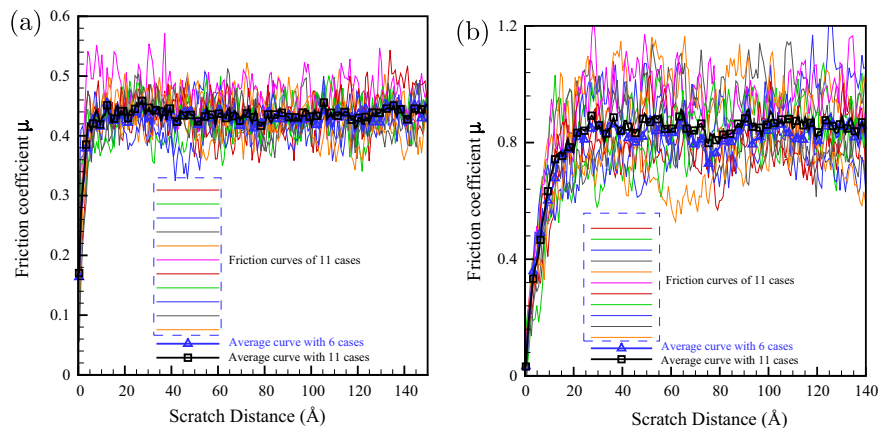 (a)
0.6
0.5
0.4
0.3
0.2
0.1
0
Friction coefficient μ
Friction curves of 11 cases
Average curve with 6 cases
Average curve with 11 cases
0 20 40 60 80 100 120 140
Scratch Distance (Å)
(b)
1.2
0.8
0.4
0
Friction coefficient μ
Friction curves of 11 cases
Average curve with 6 cases
Average curve with 11 cases
0 20 40 60 80 100 120 140
Scratch Distance (Å)